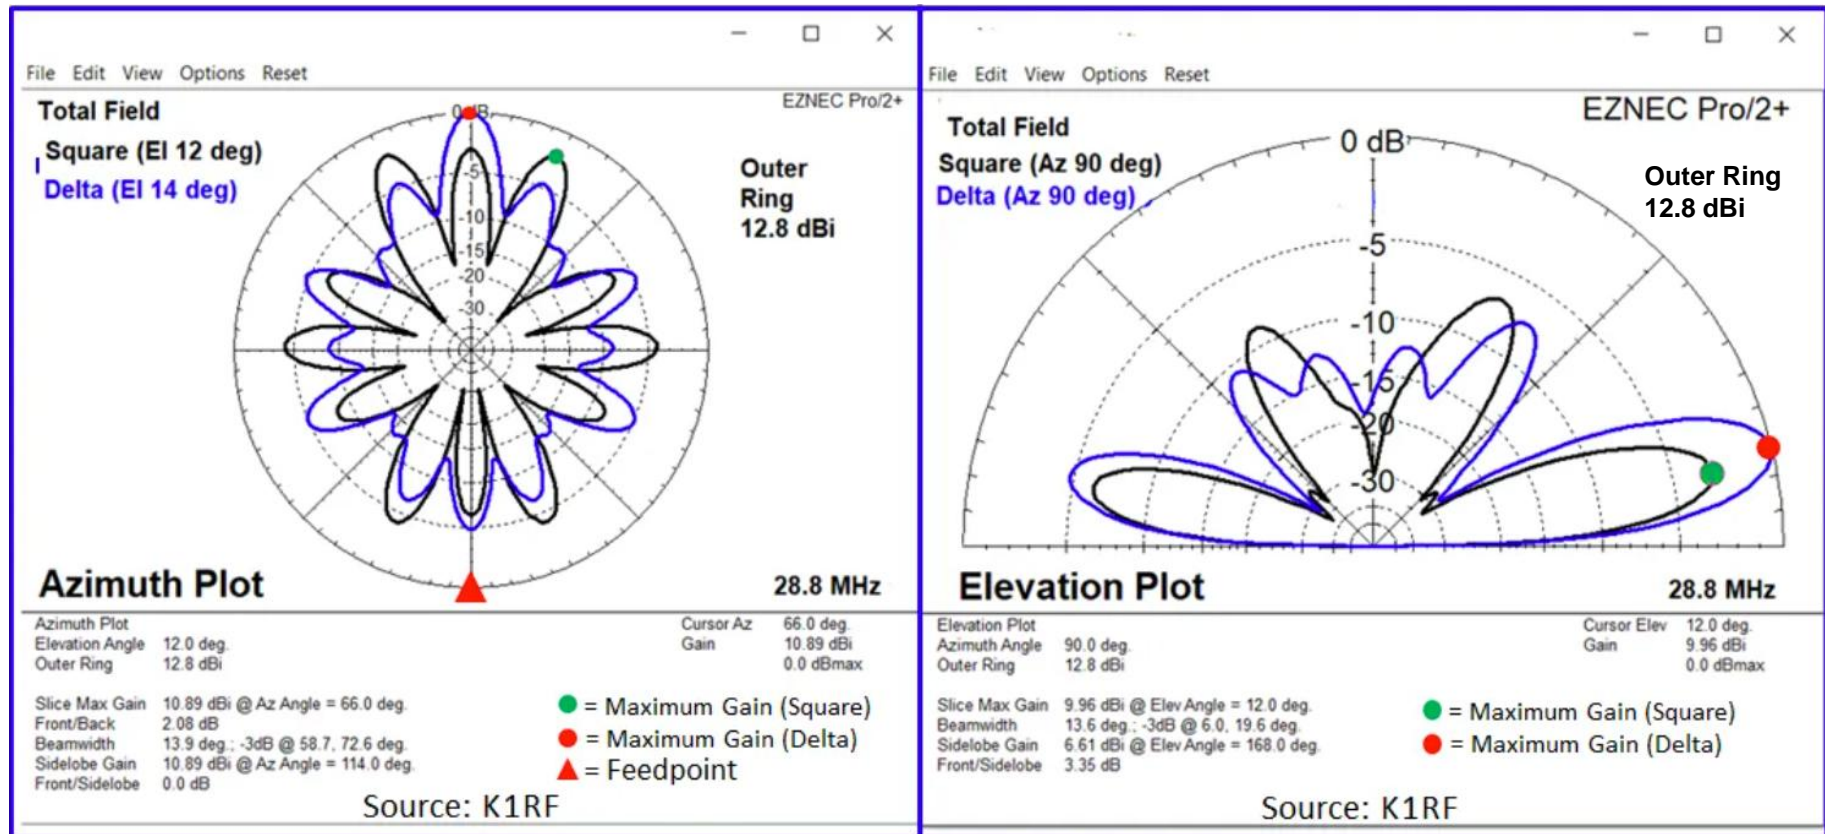 File Edit View Options Reset
Total Field
EZNEC Pro/2+
Square (El 12 deg)
Delta (El 14 deg)
Outer
Ring
12.8 dBi
0 dB
-5
-10
-15
-20
-30
Azimuth Plot
28.8 MHz
Azimuth Plot
Elevation Angle 12.0 deg.
Outer Ring 12.8 dBi
Cursor Az 66.0 deg.
Gain 10.89 dBi
0.0 dBmax
Slice Max Gain 10.89 dBi @ Az Angle = 66.0 deg.
Front/Back 2.08 dB
Beamwidth 13.9 deg.; -3dB @ 58.7, 72.6 deg.
Sidelobe Gain 10.89 dBi @ Az Angle = 114.0 deg.
Front/Sidelobe 0.0 dB
= Maximum Gain (Square)
= Maximum Gain (Delta)
= Feedpoint
Source: K1RF
File Edit View Options Reset
EZNEC Pro/2+
Total Field
Square (Az 90 deg)
Delta (Az 90 deg)
0 dB
Outer Ring
12.8 dBi
-5
-10
-15
-20
-30
Elevation Plot
28.8 MHz
Elevation Plot
Azimuth Angle 90.0 deg.
Outer Ring 12.8 dBi
Cursor Elev 12.0 deg.
Gain 9.96 dBi
0.0 dBmax
Slice Max Gain 9.96 dBi @ Elev Angle = 12.0 deg.
Beamwidth 13.6 deg.; -3dB @ 6.0, 19.6 deg.
Sidelobe Gain 6.61 dBi @ Elev Angle = 168.0 deg.
Front/Sidelobe 3.35 dB
= Maximum Gain (Square)
= Maximum Gain (Delta)
Source: K1RF